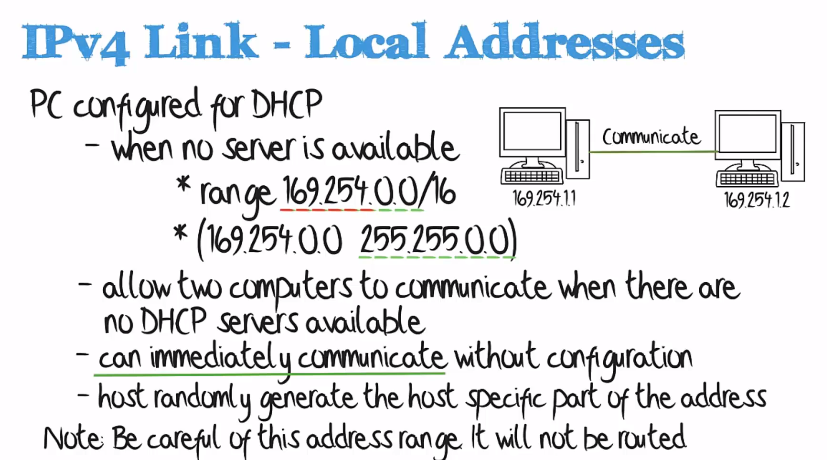 IPv4 Link - Local Addresses
PC configured for DHCP
- when no server is available
* range 169.254.0.0/16
* (169.254.0.0 255.255.0.0)
Communicate
169.254.1.1
169.254.1.2
- allow two computers to communicate when there are
no DHCP servers available
- can immediately communicate without configuration
- host randomly generate the host specific part of the address
Note: Be careful of this address range. It will not be routed